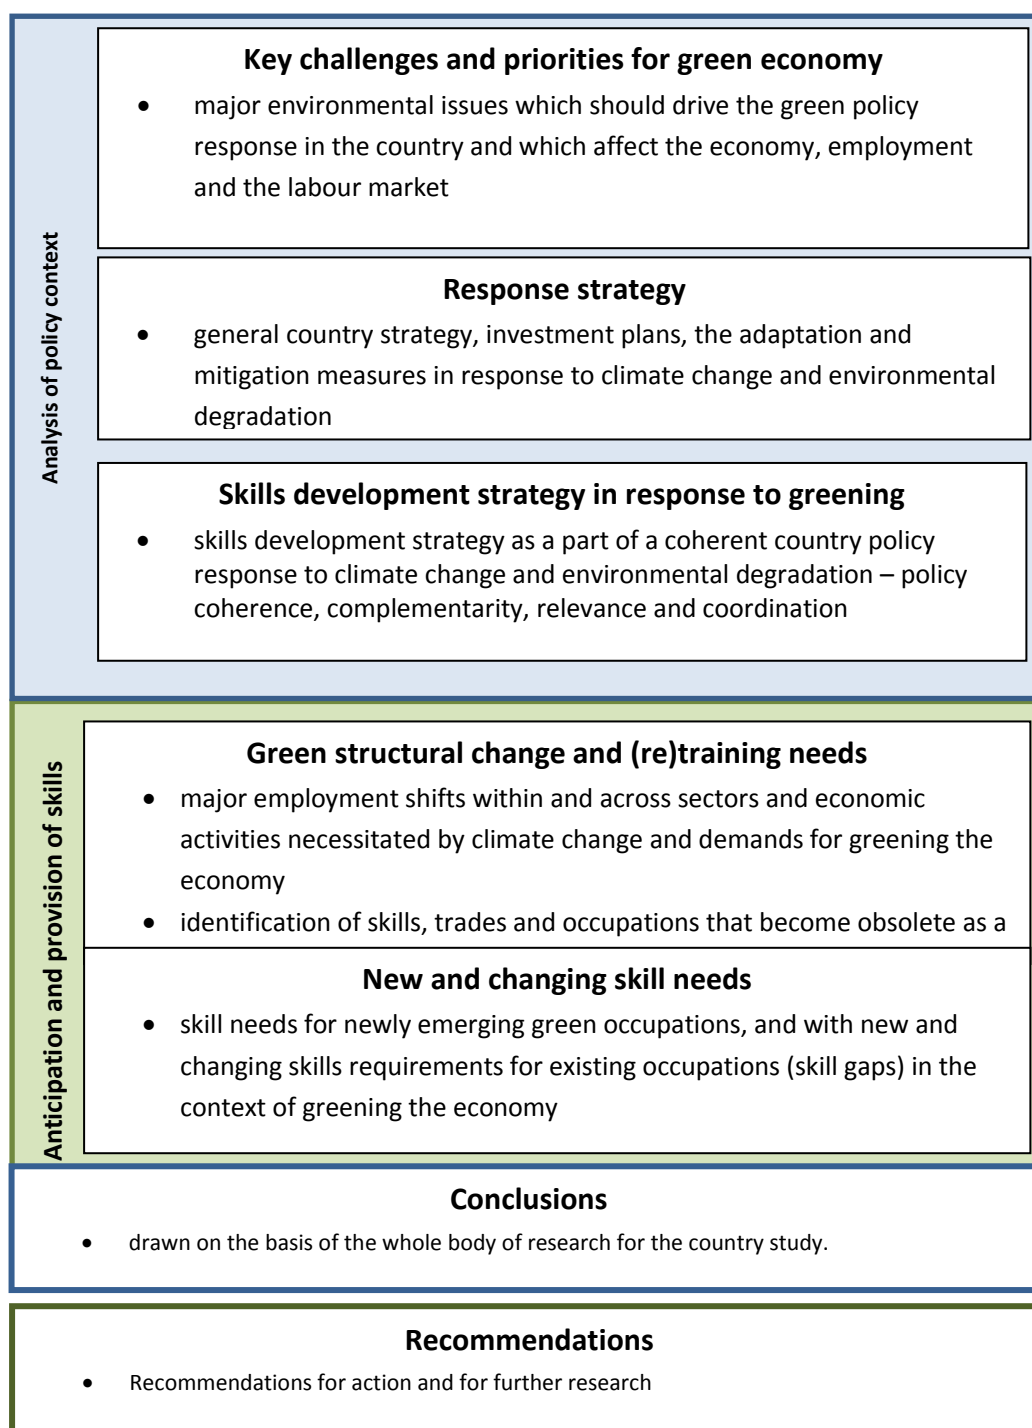 Analysis of policy context
Key challenges and priorities for green economy
• major environmental issues which should drive the green policy
response in the country and which affect the economy, employment
and the labour market
Response strategy
• general country strategy, investment plans, the adaptation and
mitigation measures in response to climate change and environmental
degradation
Skills development strategy in response to greening
• skills development strategy as a part of a coherent country policy
response to climate change and environmental degradation – policy
coherence, complementarity, relevance and coordination
Anticipation and provision of skills
Green structural change and (re)training needs
• major employment shifts within and across sectors and economic
activities necessitated by climate change and demands for greening the
economy
• identification of skills, trades and occupations that become obsolete as a
New and changing skill needs
• skill needs for newly emerging green occupations, and with new and
changing skills requirements for existing occupations (skill gaps) in the
context of greening the economy
Conclusions
• drawn on the basis of the whole body of research for the country study.
Recommendations
• Recommendations for action and for further research